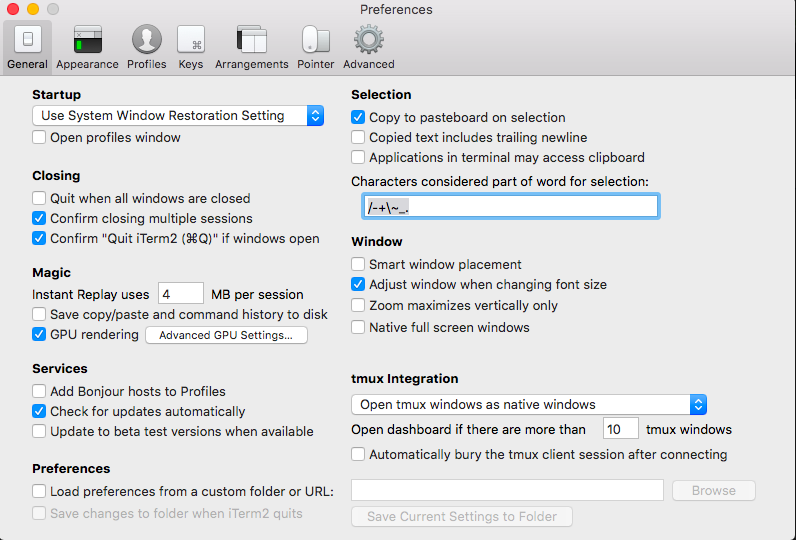 Preferences
General Appearance Profiles Keys Arrangements Pointer Advanced
Startup
Use System Window Restoration Setting
Open profiles window
Closing
Quit when all windows are closed
Confirm closing multiple sessions
Confirm "Quit iTerm2 (⌘Q)" if windows open
Magic
Instant Replay uses 4 MB per session
Save copy/paste and command history to disk
GPU rendering Advanced GPU Settings...
Services
Add Bonjour hosts to Profiles
Check for updates automatically
Update to beta test versions when available
Preferences
Load preferences from a custom folder or URL:
Save changes to folder when iTerm2 quits
Selection
Copy to pasteboard on selection
Copied text includes trailing newline
Applications in terminal may access clipboard
Characters considered part of word for selection:
/-+\~_.
Window
Smart window placement
Adjust window when changing font size
Zoom maximizes vertically only
Native full screen windows
tmux Integration
Open tmux windows as native windows
Open dashboard if there are more than 10 tmux windows
Automatically bury the tmux client session after connecting
Browse
Save Current Settings to Folder